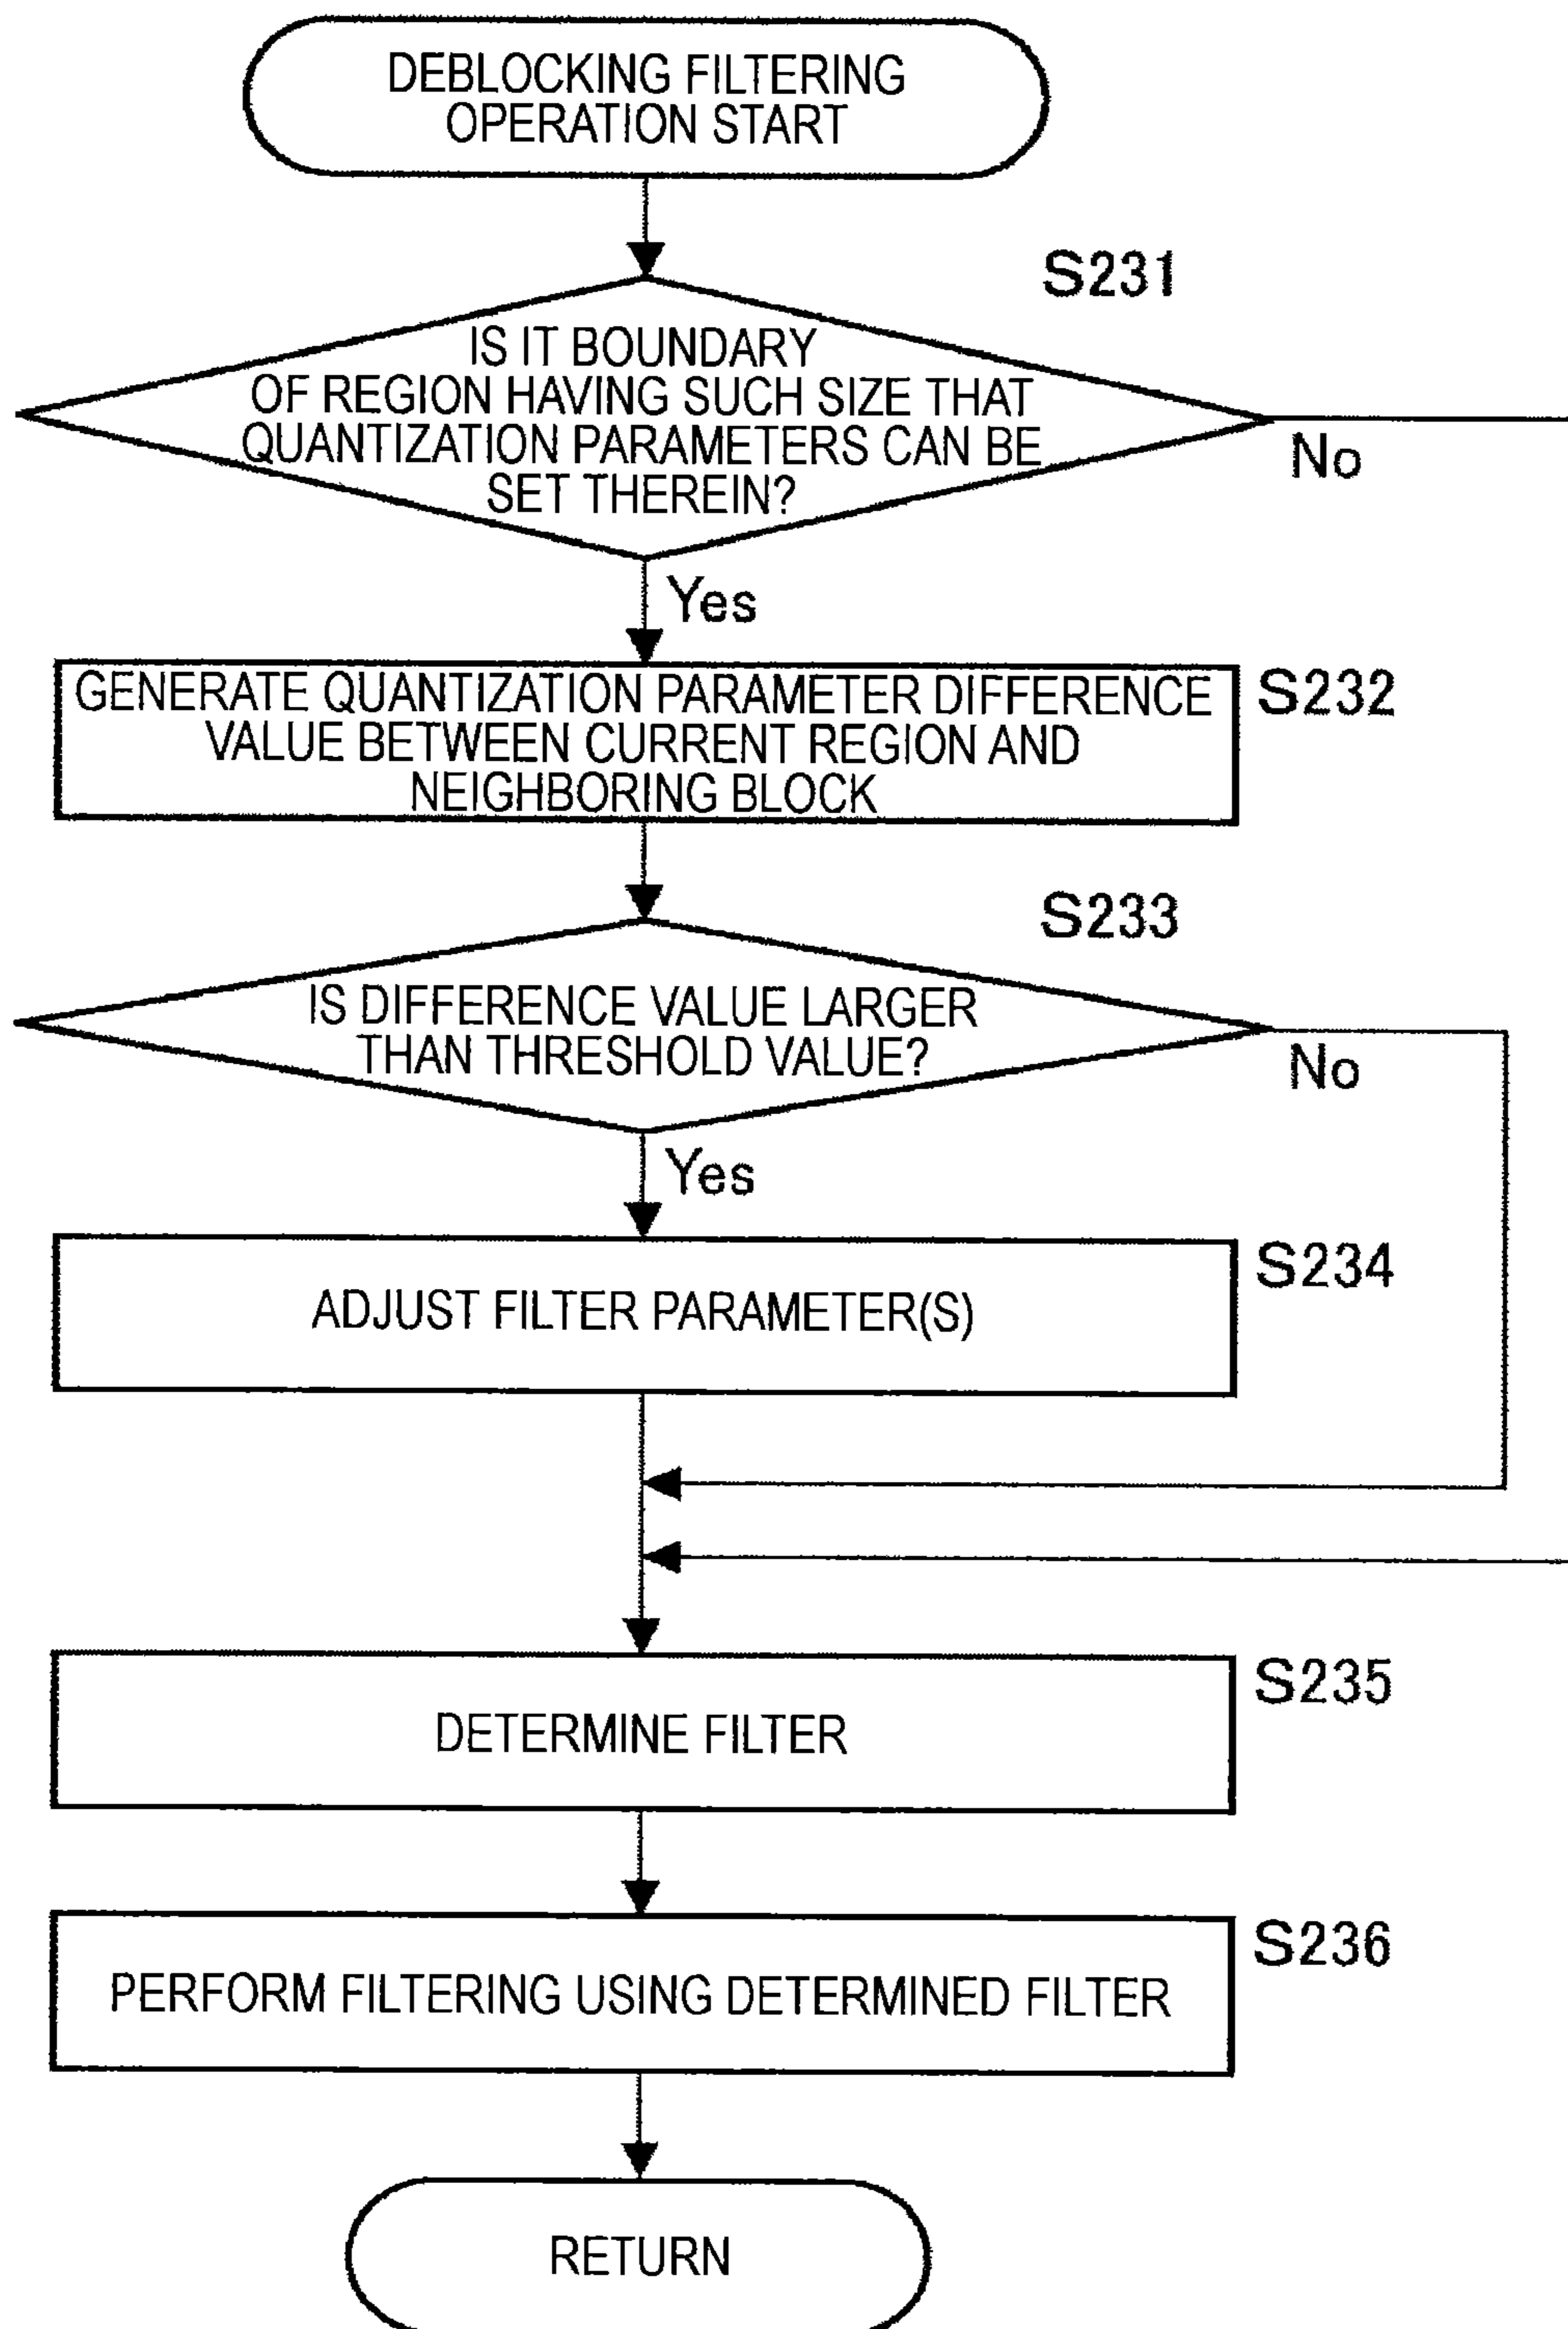 DEBLOCKING FILTERING
OPERATION START
S231
IS IT BOUNDARY
OF REGION HAVING SUCH SIZE THAT
QUANTIZATION PARAMETERS CAN BE
SET THEREIN?
No
Yes
GENERATE QUANTIZATION PARAMETER DIFFERENCE
VALUE BETWEEN CURRENT REGION AND
NEIGHBORING BLOCK
S232
S233
IS DIFFERENCE VALUE LARGER
THAN THRESHOLD VALUE?
No
Yes
S234
ADJUST FILTER PARAMETER(S)
S235
DETERMINE FILTER
S236
PERFORM FILTERING USING DETERMINED FILTER
RETURN